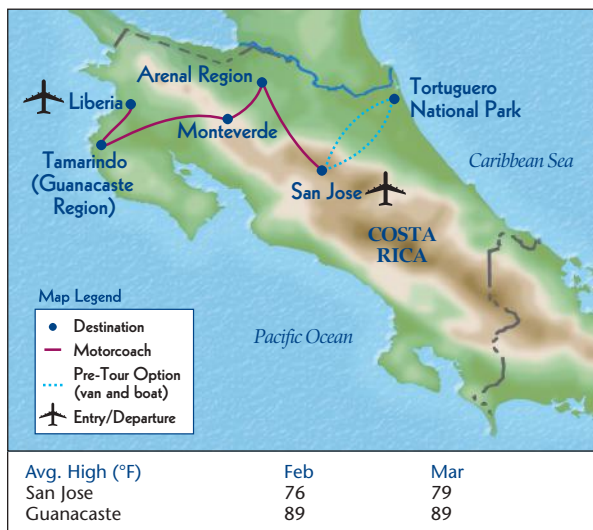 Arenal Region
Liberia
Monteverde
Tortuguero
National Park
Tamarindo
(Guanacaste
Region)
San Jose
Caribbean Sea
COSTA
RICA
Pacific Ocean
Map Legend
Destination
Motorcoach
Pre-Tour Option
(van and boat)
Entry/Departure
Avg. High (°F) Feb Mar
San Jose 76 79
Guanacaste 89 89